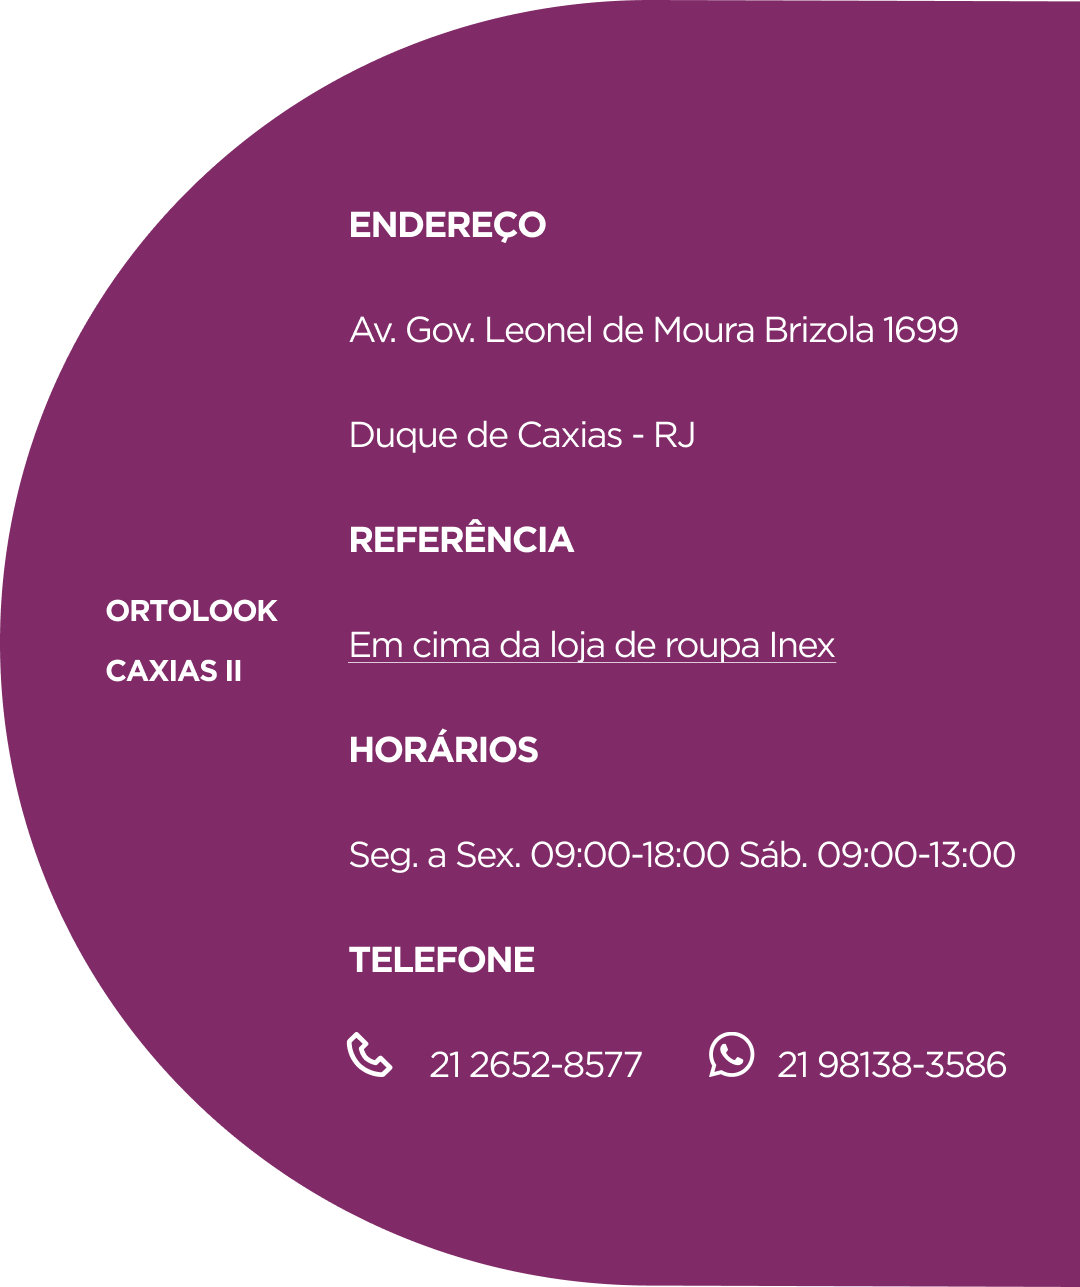 ORTOLOOK
CAXIAS II
ENDEREÇO
Av. Gov. Leonel de Moura Brizola 1699
Duque de Caxias - RJ
REFERÊNCIA
Em cima da loja de roupa Inex
HORÁRIOS
Seg. a Sex. 09:00-18:00 Sáb. 09:00-13:00
TELEFONE
21 2652-8577 21 98138-3586